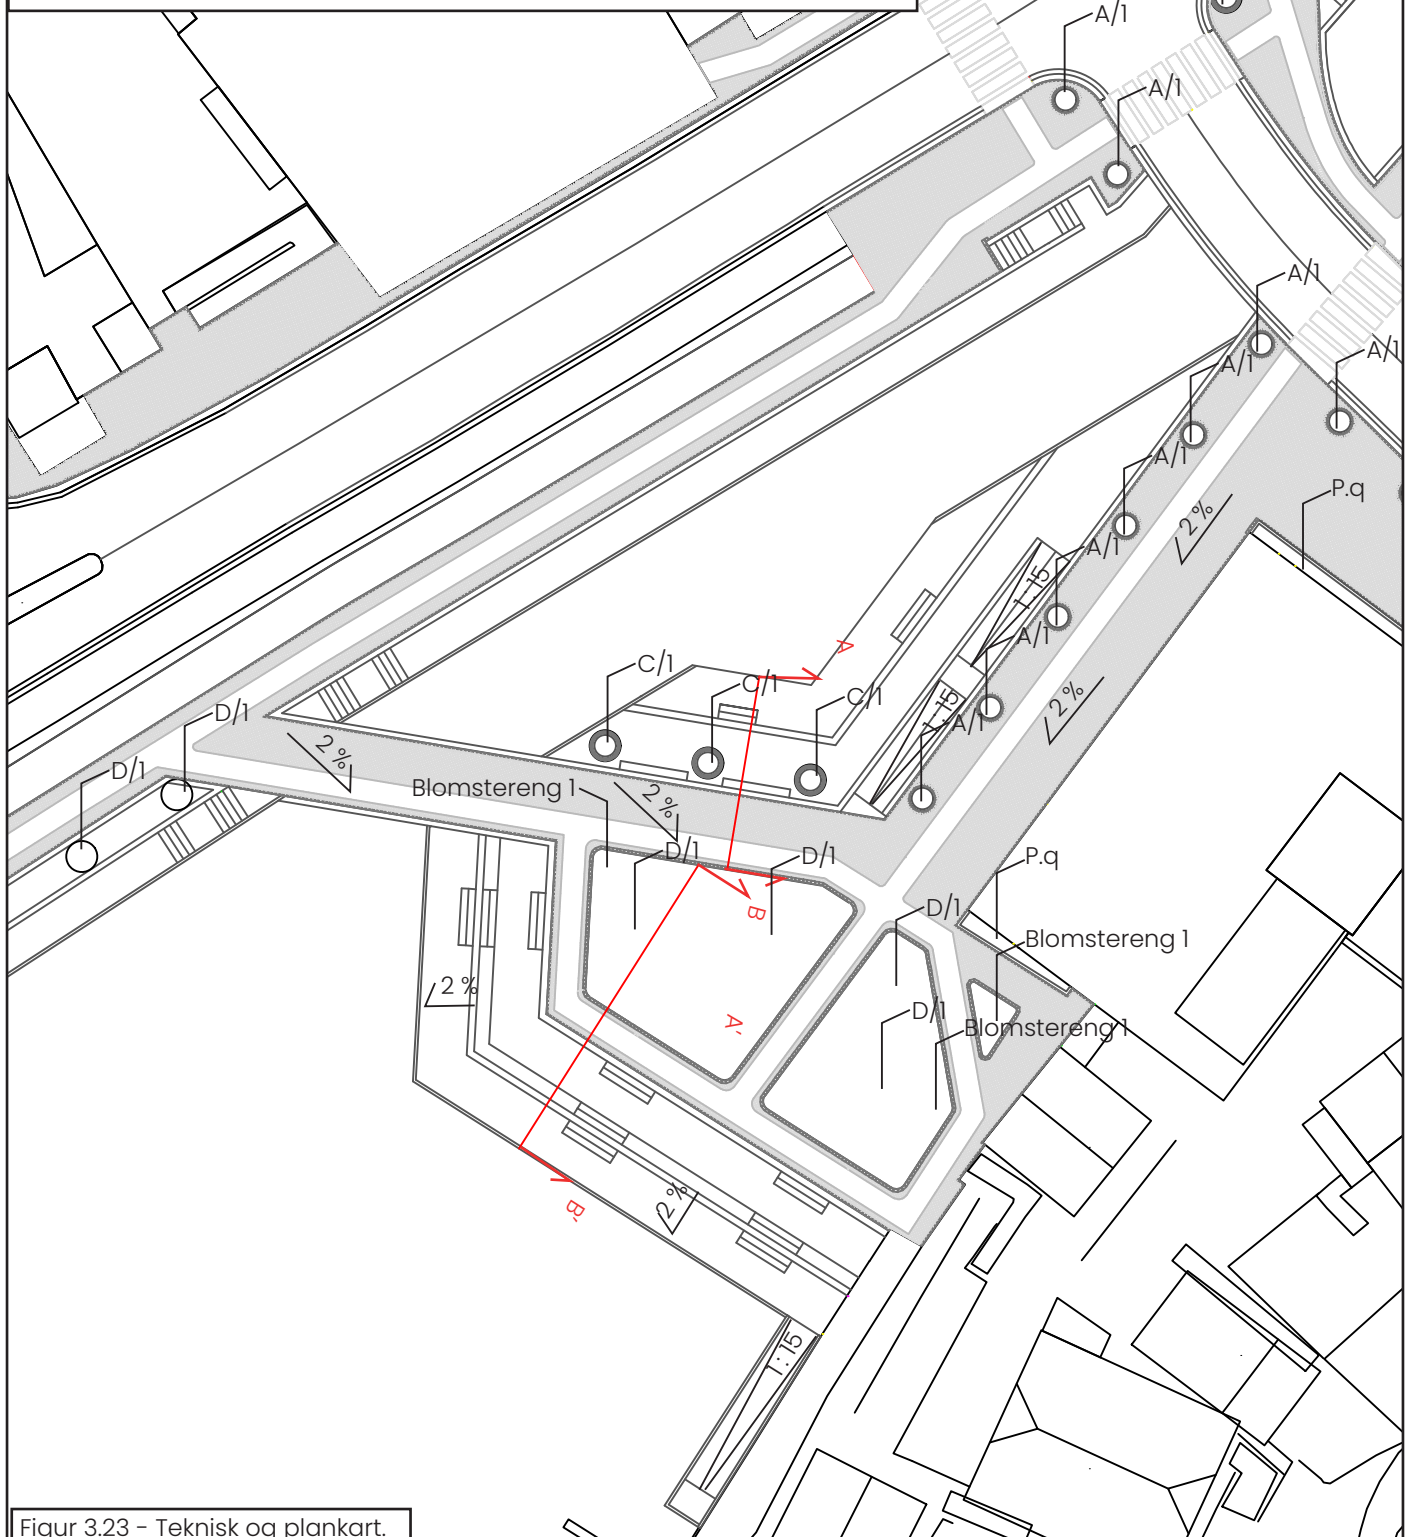 A/1
A/1
A/1
A/1
A/1
A/1
P.q
2 %
A/1
1 : 15
A/1
A
C/1
C/1
C/1
2 %
1 : 15
A/1
D/1
2 %
D/1
Blomstereng 1
2 %
D/1
D/1
P.q
B
D/1
Blomstereng 1
2 %
D/1
A'
Blomstereng 1
2 %
B'
1 : 15
Figur 3.23 - Teknisk og plankart.